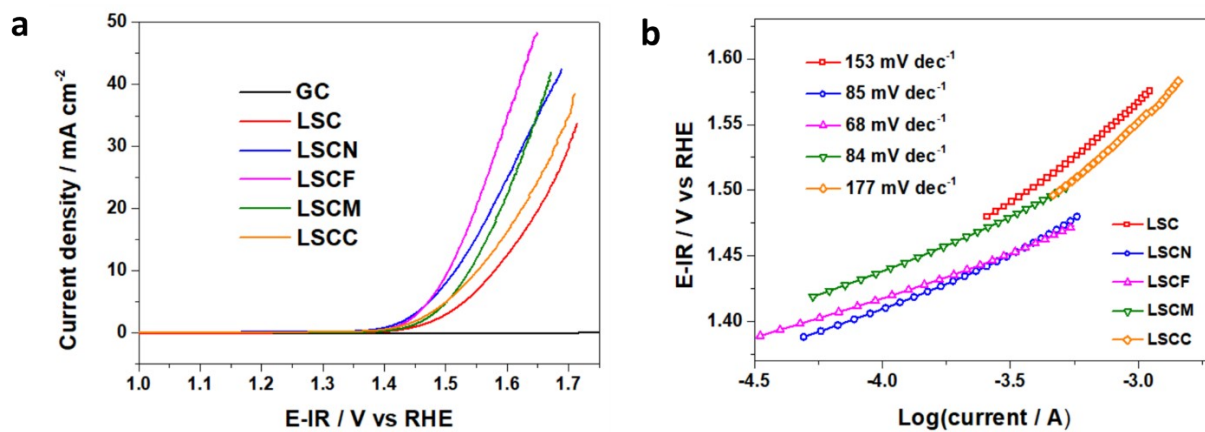 a
Current density / mA cm⁻²
50
40
30
20
10
0
GC
LSC
LSCN
LSCF
LSCM
LSCC
1.0 1.1 1.2 1.3 1.4 1.5 1.6 1.7
E-IR / V vs RHE
b
E-IR / V vs RHE
1.60
1.55
1.50
1.45
1.40
153 mV dec⁻¹
85 mV dec⁻¹
68 mV dec⁻¹
84 mV dec⁻¹
177 mV dec⁻¹
LSC
LSCN
LSCF
LSCM
LSCC
-4.5 -4.0 -3.5 -3.0
Log(current / A)